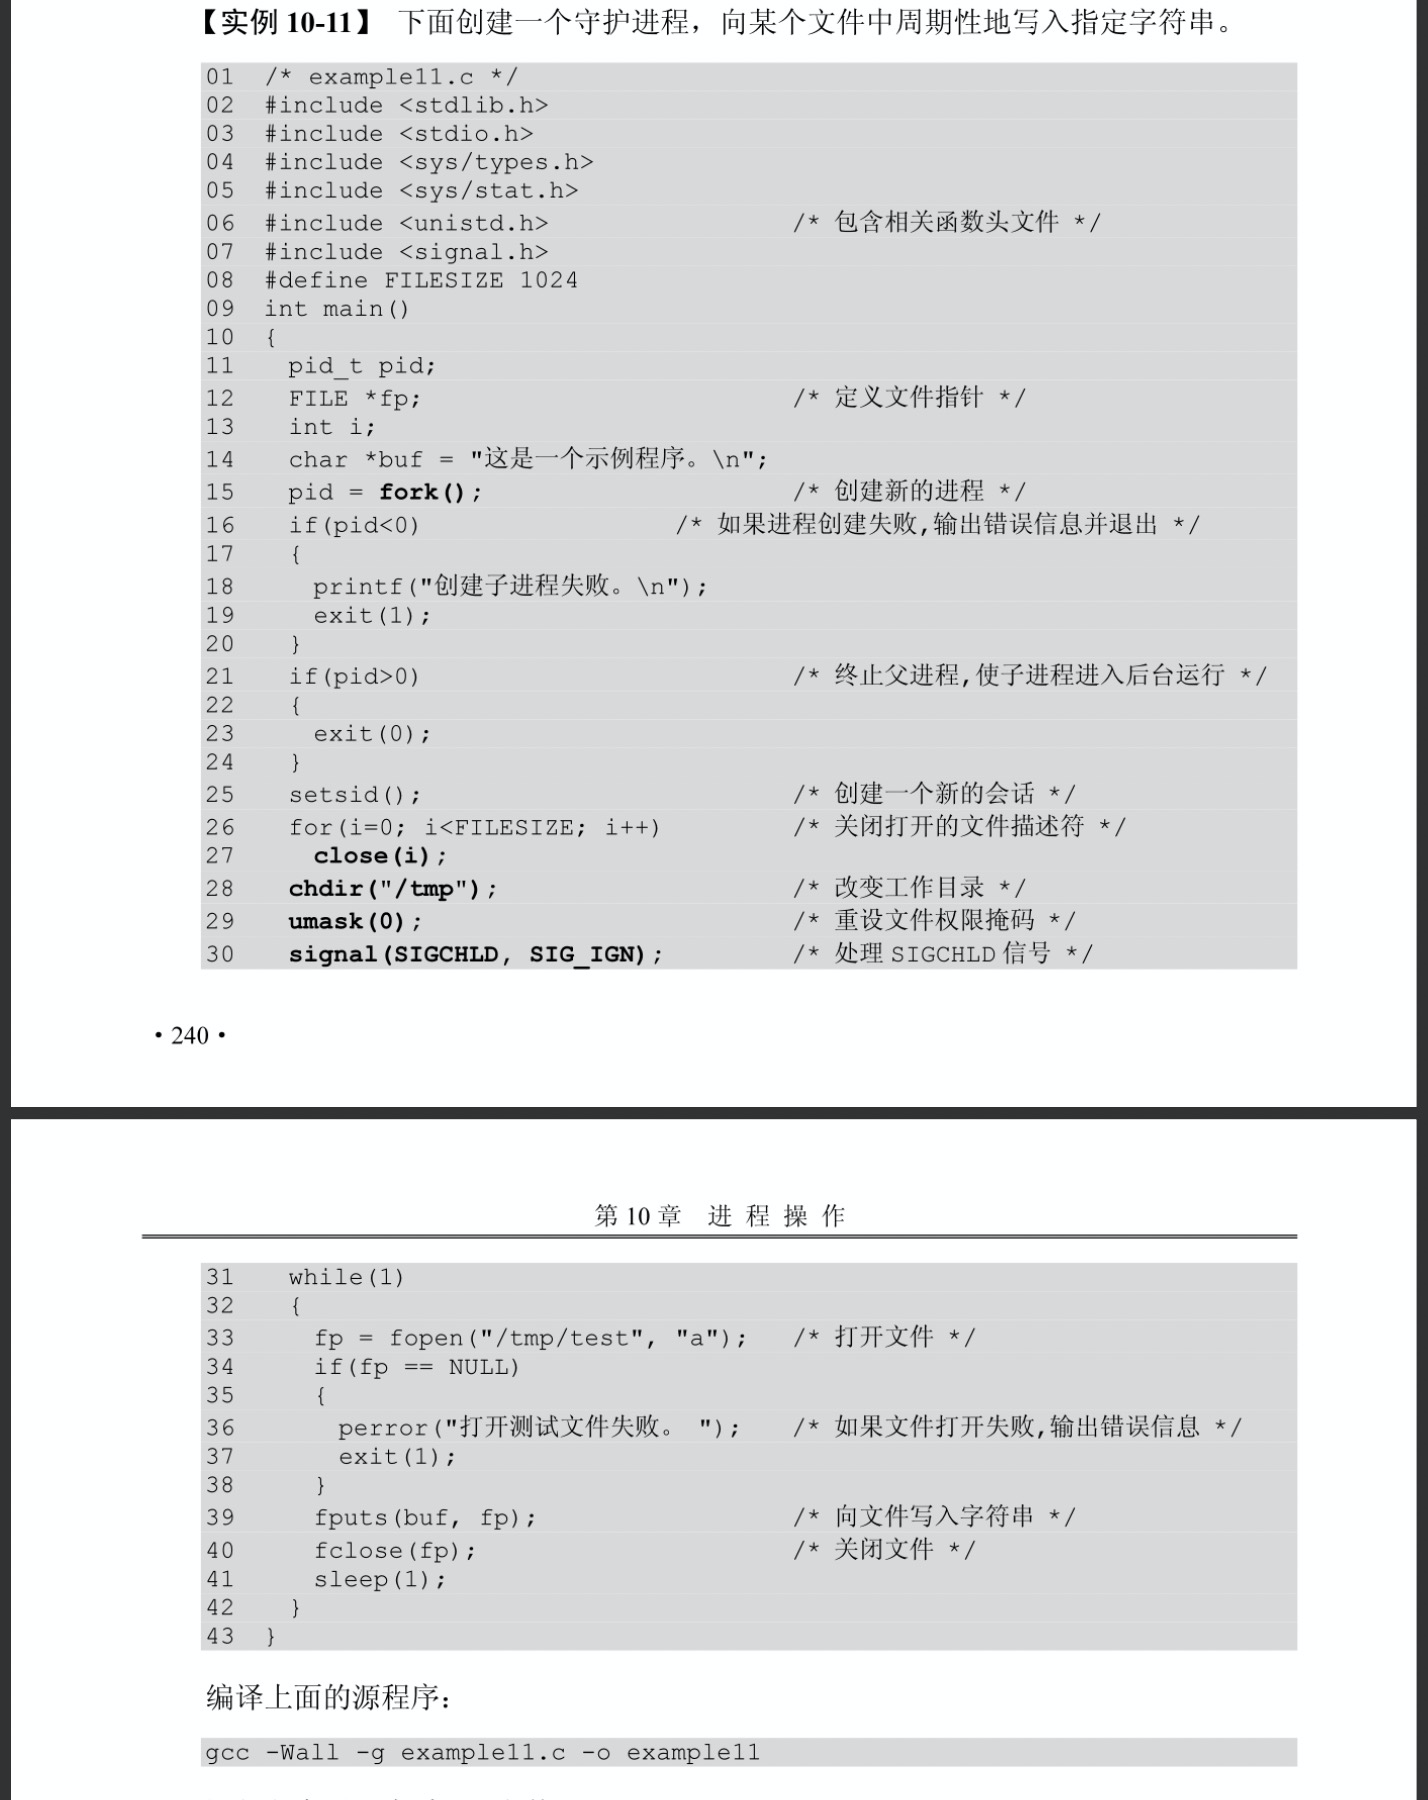 【实例 10-11】 下面创建一个守护进程，向某个文件中周期性地写入指定字符串。
01 /* example11.c */
02 #include <stdlib.h>
03 #include <stdio.h>
04 #include <sys/types.h>
05 #include <sys/stat.h>
06 #include <unistd.h> /* 包含相关函数头文件 */
07 #include <signal.h>
08 #define FILESIZE 1024
09 int main()
10 {
11 pid_t pid;
12 FILE *fp; /* 定义文件指针 */
13 int i;
14 char *buf = "这是一个示例程序。\n";
15 pid = fork(); /* 创建新的进程 */
16 if(pid<0) /* 如果进程创建失败,输出错误信息并退出 */
17 {
18 printf("创建子进程失败。\n");
19 exit(1);
20 }
21 if(pid>0) /* 终止父进程,使子进程进入后台运行 */
22 {
23 exit(0);
24 }
25 setsid(); /* 创建一个新的会话 */
26 for(i=0; i<FILESIZE; i++) /* 关闭打开的文件描述符 */
27 close(i);
28 chdir("/tmp"); /* 改变工作目录 */
29 umask(0); /* 重设文件权限掩码 */
30 signal(SIGCHLD, SIG_IGN); /* 处理 SIGCHLD 信号 */
• 240 •
第 10 章 进 程 操 作
31 while(1)
32 {
33 fp = fopen("/tmp/test", "a"); /* 打开文件 */
34 if(fp == NULL)
35 {
36 perror("打开测试文件失败。 "); /* 如果文件打开失败,输出错误信息 */
37 exit(1);
38 }
39 fputs(buf, fp); /* 向文件写入字符串 */
40 fclose(fp); /* 关闭文件 */
41 sleep(1);
42 }
43 }
编译上面的源程序：
gcc -Wall -g example11.c -o example11